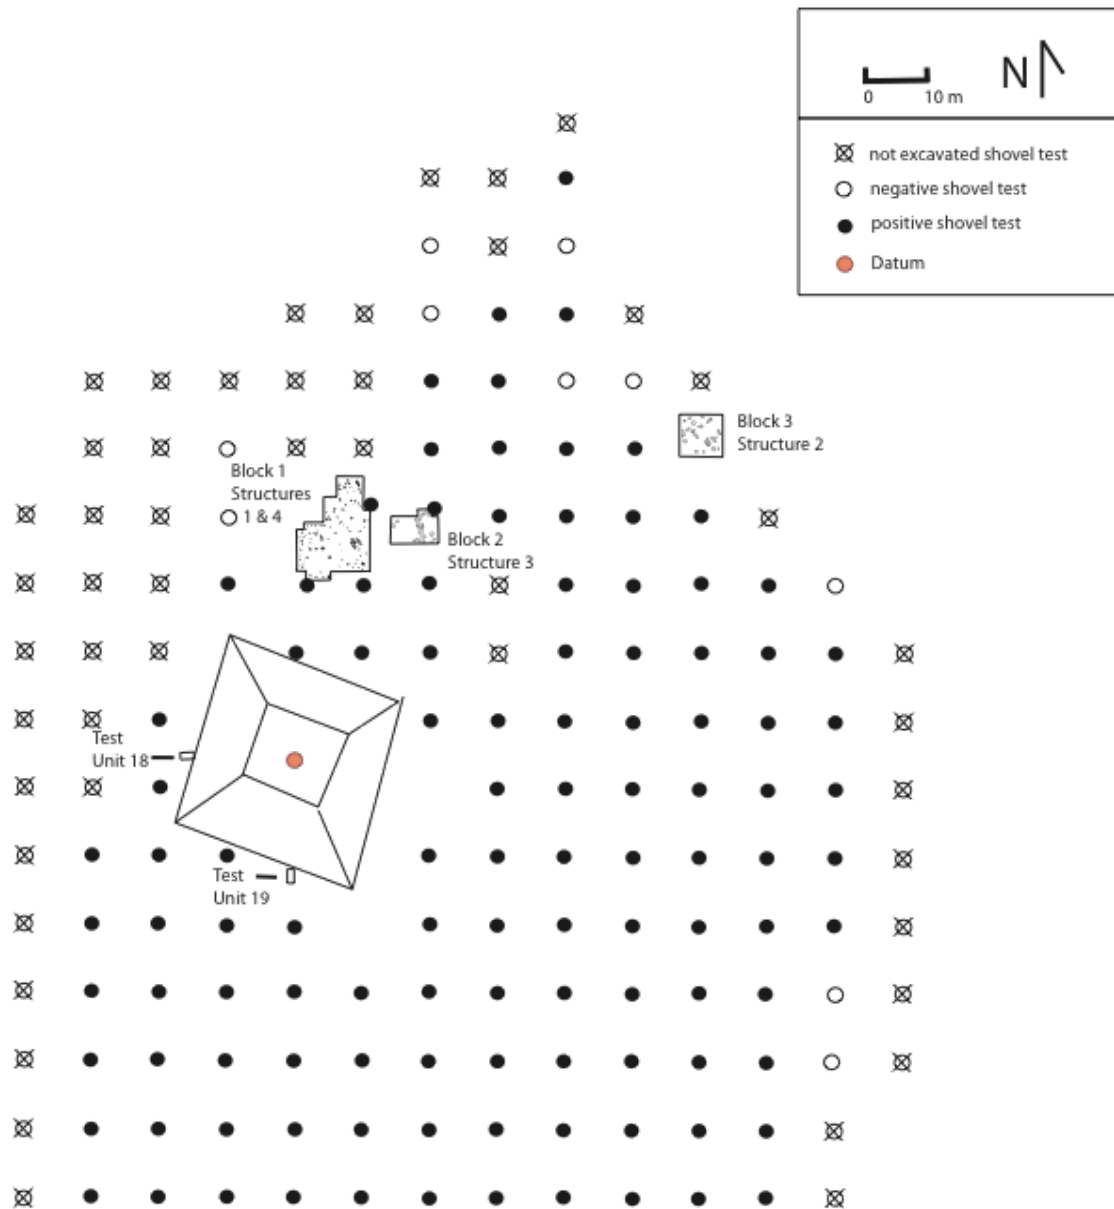 N
0 10 m
not excavated shovel test
negative shovel test
positive shovel test
Datum
Block 3
Structure 2
Block 1
Structures
1 & 4
Block 2
Structure 3
Test
Unit 18
Test
Unit 19